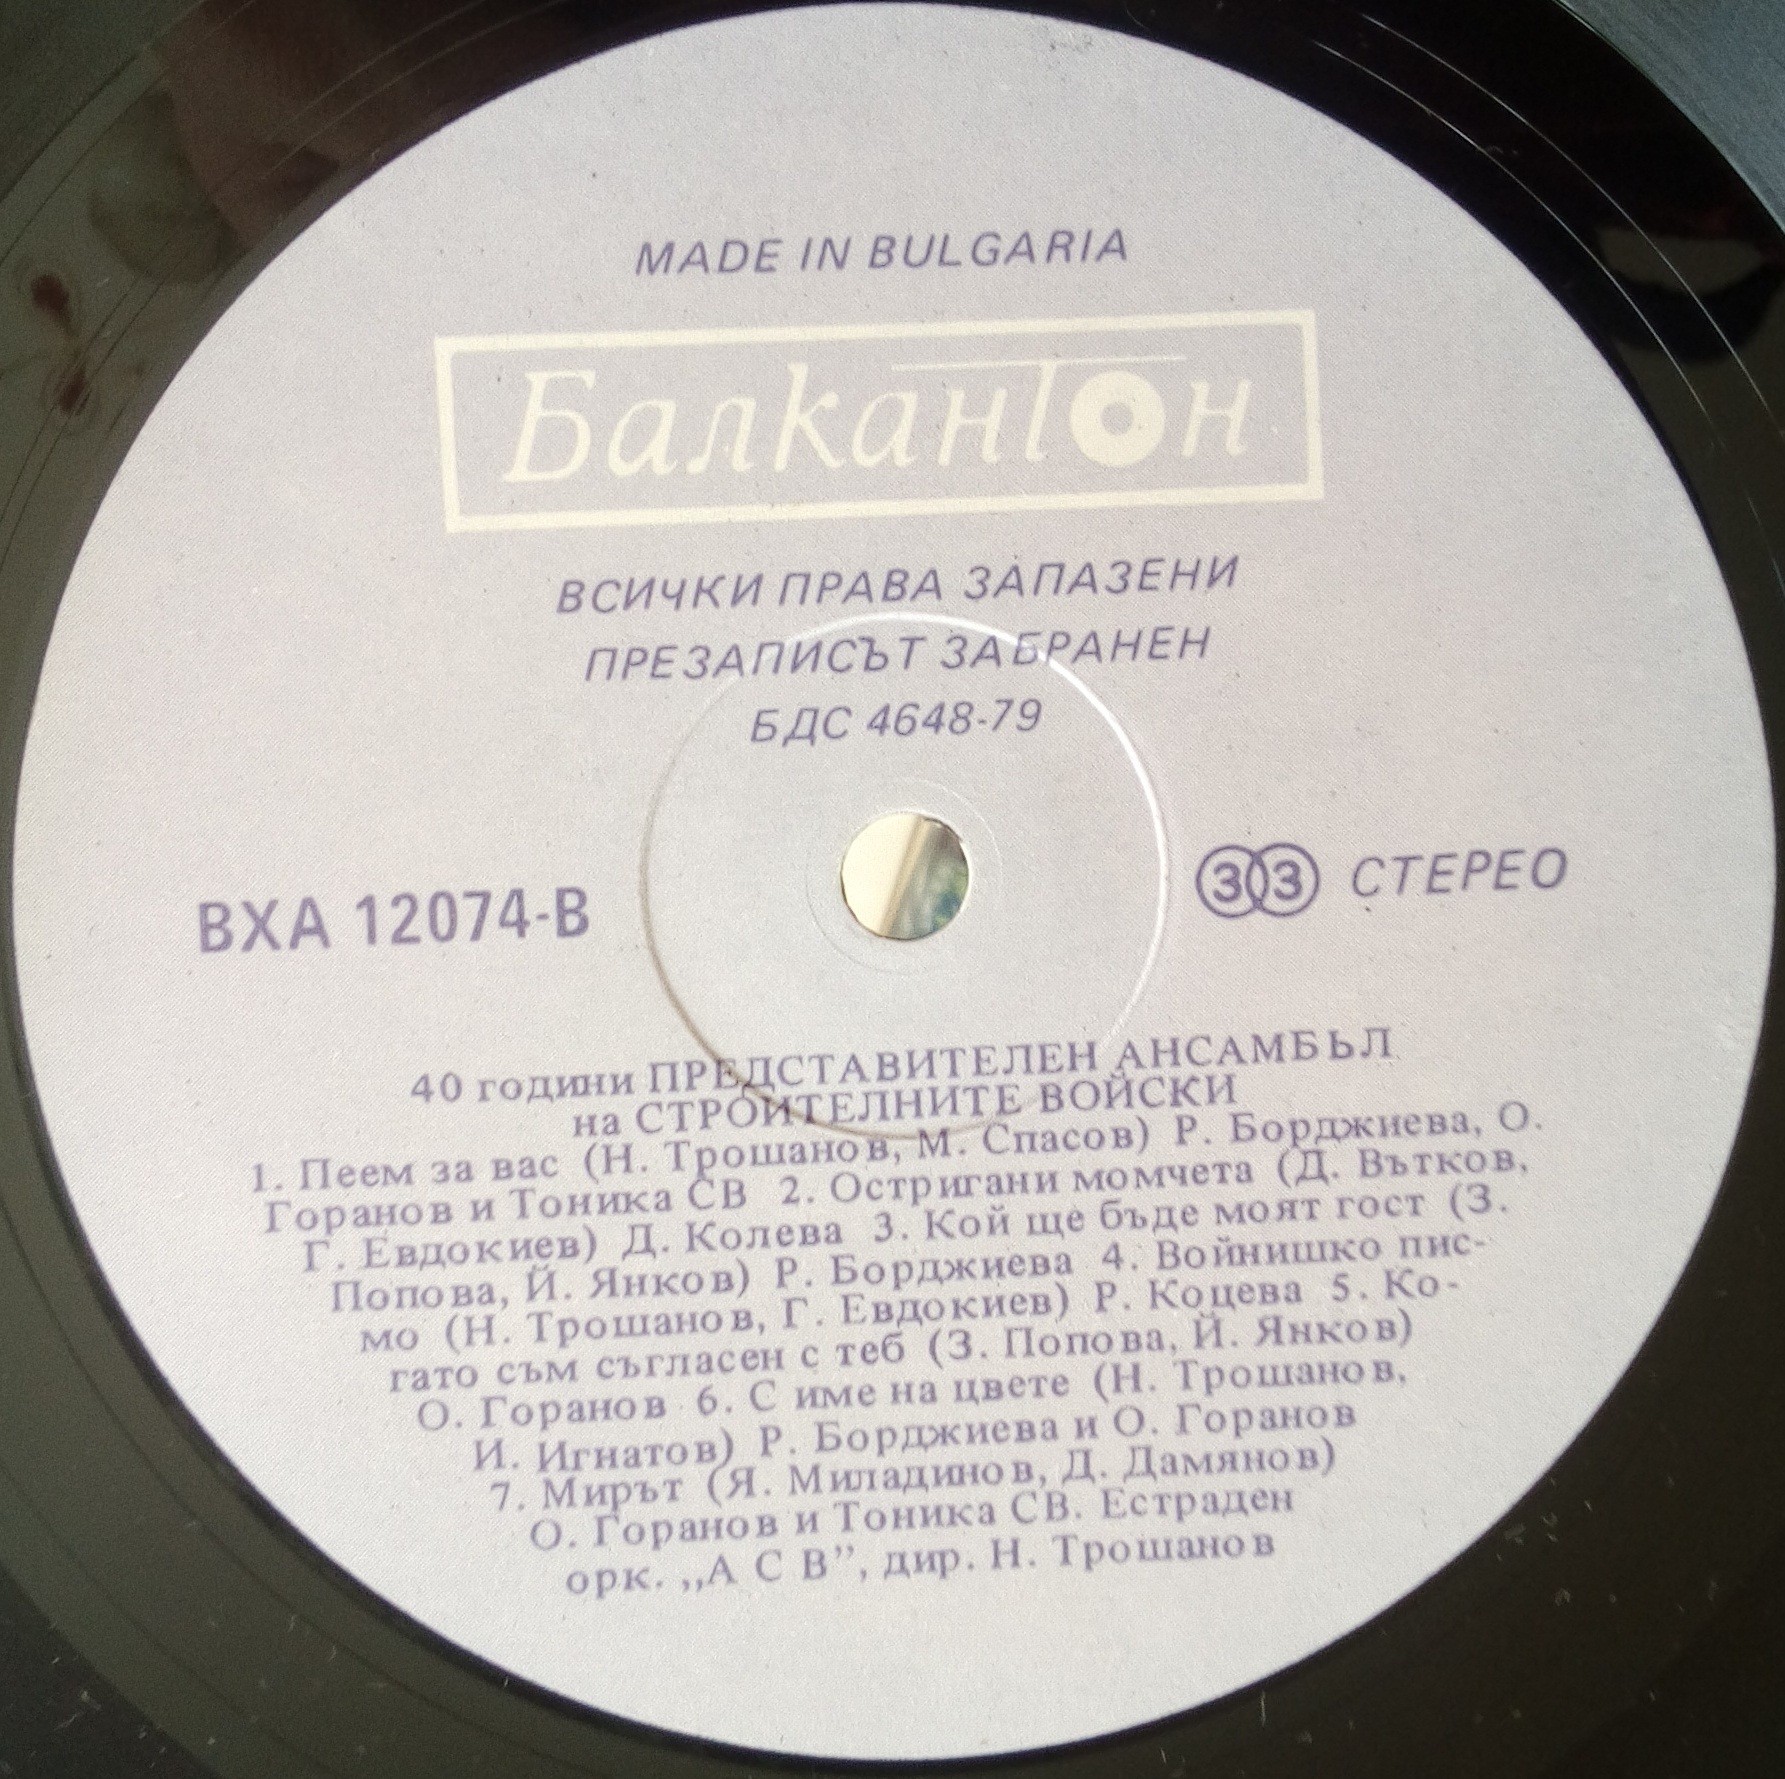 MADE IN BULGARIA
Балкантон
ВСИЧКИ ПРАВА ЗАПАЗЕНИ
ПРЕЗАПИСЪТ ЗАБРАНЕН
БДС 4648-79
ВХА 12074-В
33 СТЕРЕО
40 години ПРЕДСТАВИТЕЛЕН АНСАМБЪЛ
на СТРОИТЕЛНИТЕ ВОЙСКИ
1. Пеем за вас (Н. Трошанов, М. Спасов) Р. Борджиева, О.
Горанов и Тоника СВ 2. Остригани момчета (Д. Вътков,
Г. Евдокиев) Д. Колева 3. Кой ще бъде моят гост (З.
Попова, Й. Янков) Р. Борджиева 4. Войнишко пис-
мо (Н. Трошанов, Г. Евдокиев) Р. Коцева 5. Ко-
гато съм съгласен с теб (З. Попова, Й. Янков)
О. Горанов 6. С име на цвете (Н. Трошанов,
И. Игнатов) Р. Борджиева и О. Горанов
7. Мирът (Я. Миладинов, Д. Дамянов)
О. Горанов и Тоника СВ. Естраден
орк. „А С В”, дир. Н. Трошанов